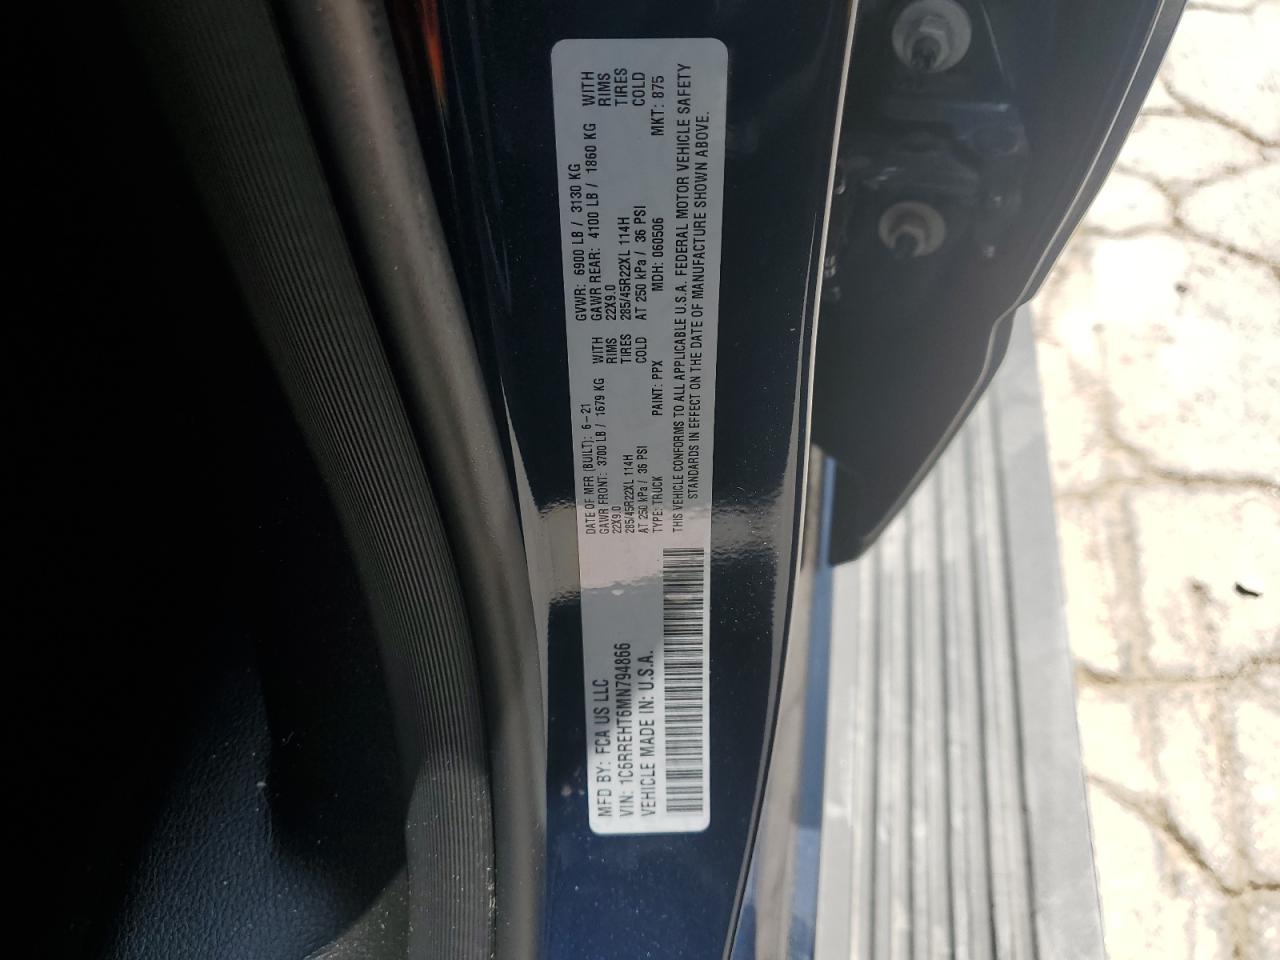 MFD BY: FCA US LLC
VIN: 1C6RREHT6MN794866
VEHICLE MADE IN: U.S.A.
DATE OF MFR (BUILT): 6-21 GVWR: 6900 LB / 3130 KG
GAWR FRONT: 3700 LB / 1679 KG WITH GAWR REAR: 4100 LB / 1860 KG WITH
22X9.0 RIMS 22X9.0 RIMS
285/45R22XL 114H TIRES 285/45R22XL 114H TIRES
AT 250 kPa / 36 PSI COLD AT 250 kPa / 36 PSI COLD
TYPE: TRUCK PAINT: PPX MDH: 060506 MKT: 875
THIS VEHICLE CONFORMS TO ALL APPLICABLE U.S.A. FEDERAL MOTOR VEHICLE SAFETY
STANDARDS IN EFFECT ON THE DATE OF MANUFACTURE SHOWN ABOVE.